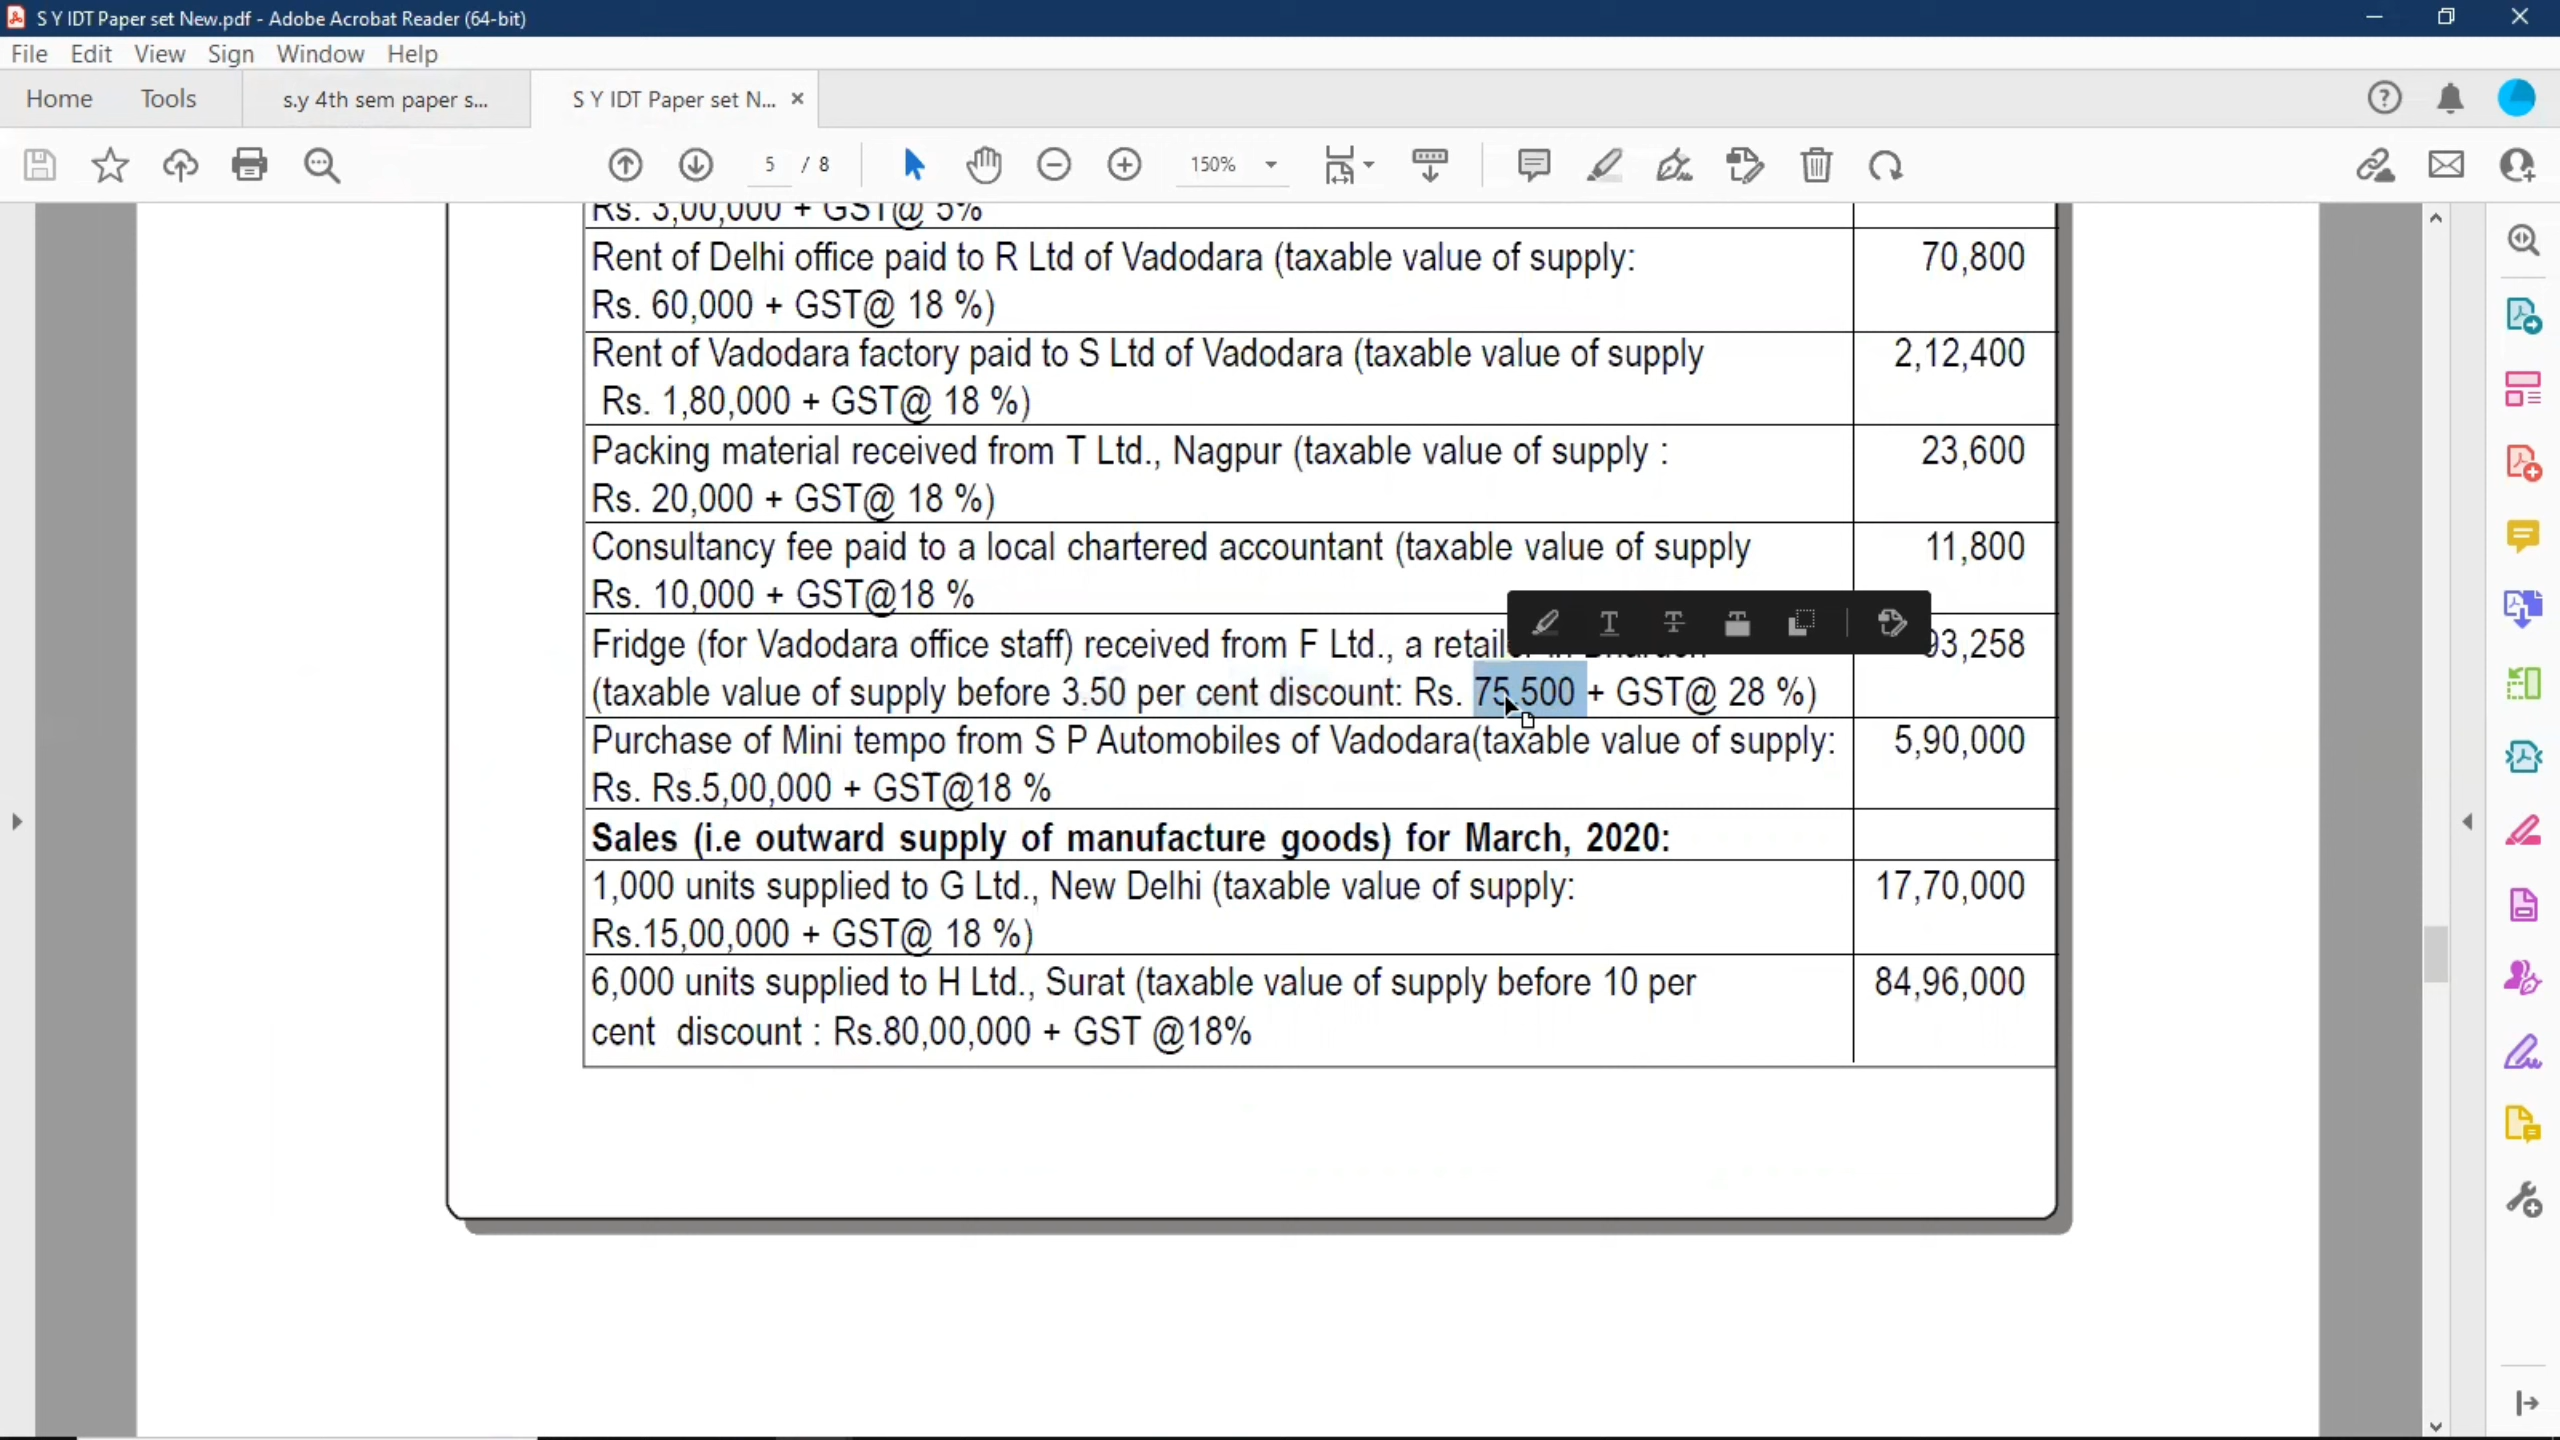 S Y IDT Paper set New.pdf - Adobe Acrobat Reader (64-bit)
File Edit View Sign Window Help
Home Tools s.y 4th sem paper s... S Y IDT Paper set N...
5 / 8 150%
Rs. 3,00,000 + GST@ 5%
Rent of Delhi office paid to R Ltd of Vadodara (taxable value of supply: 70,800
Rs. 60,000 + GST@ 18 %)
Rent of Vadodara factory paid to S Ltd of Vadodara (taxable value of supply 2,12,400
Rs. 1,80,000 + GST@ 18 %)
Packing material received from T Ltd., Nagpur (taxable value of supply : 23,600
Rs. 20,000 + GST@ 18 %)
Consultancy fee paid to a local chartered accountant (taxable value of supply 11,800
Rs. 10,000 + GST@18 %
Fridge (for Vadodara office staff) received from F Ltd., a retailer in 93,258
(taxable value of supply before 3.50 per cent discount: Rs. 75,500 + GST@ 28 %)
Purchase of Mini tempo from S P Automobiles of Vadodara(taxable value of supply: 5,90,000
Rs. Rs.5,00,000 + GST@18 %
Sales (i.e outward supply of manufacture goods) for March, 2020:
1,000 units supplied to G Ltd., New Delhi (taxable value of supply: 17,70,000
Rs.15,00,000 + GST@ 18 %)
6,000 units supplied to H Ltd., Surat (taxable value of supply before 10 per 84,96,000
cent discount : Rs.80,00,000 + GST @18%